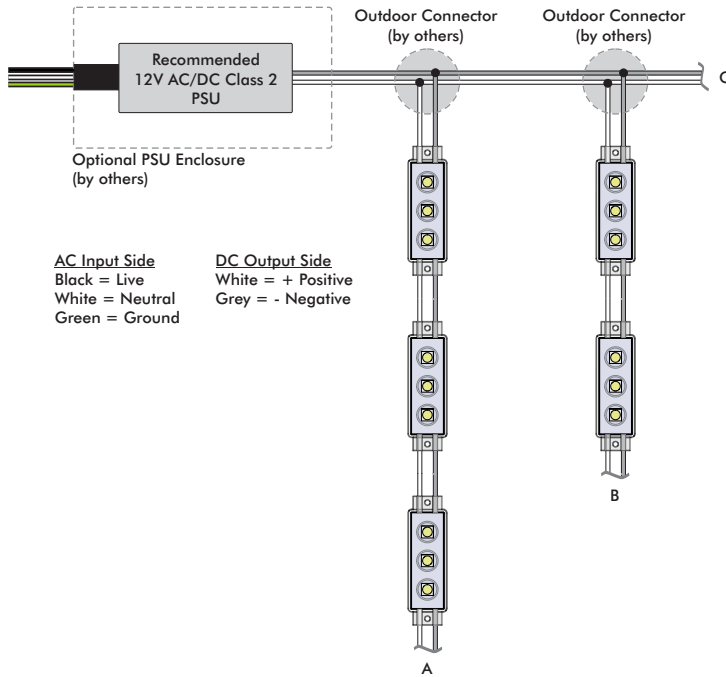 Outdoor Connector
(by others)
Outdoor Connector
(by others)
Recommended
12V AC/DC Class 2
PSU
Optional PSU Enclosure
(by others)
AC Input Side
Black = Live
White = Neutral
Green = Ground
DC Output Side
White = + Positive
Grey = - Negative
B
A